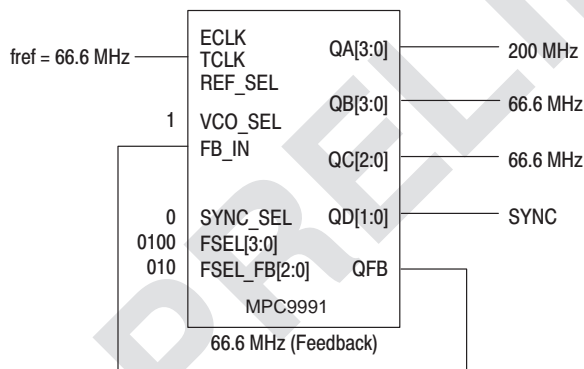 fref = 66.6 MHz
ECLK
TCLK
REF_SEL
1 VCO_SEL
FB_IN
0 SYNC_SEL
0100 FSEL[3:0]
010 FSEL_FB[2:0]
QA[3:0] 200 MHz
QB[3:0] 66.6 MHz
QC[2:0] 66.6 MHz
QD[1:0] SYNC
QFB
MPC9991
66.6 MHz (Feedback)